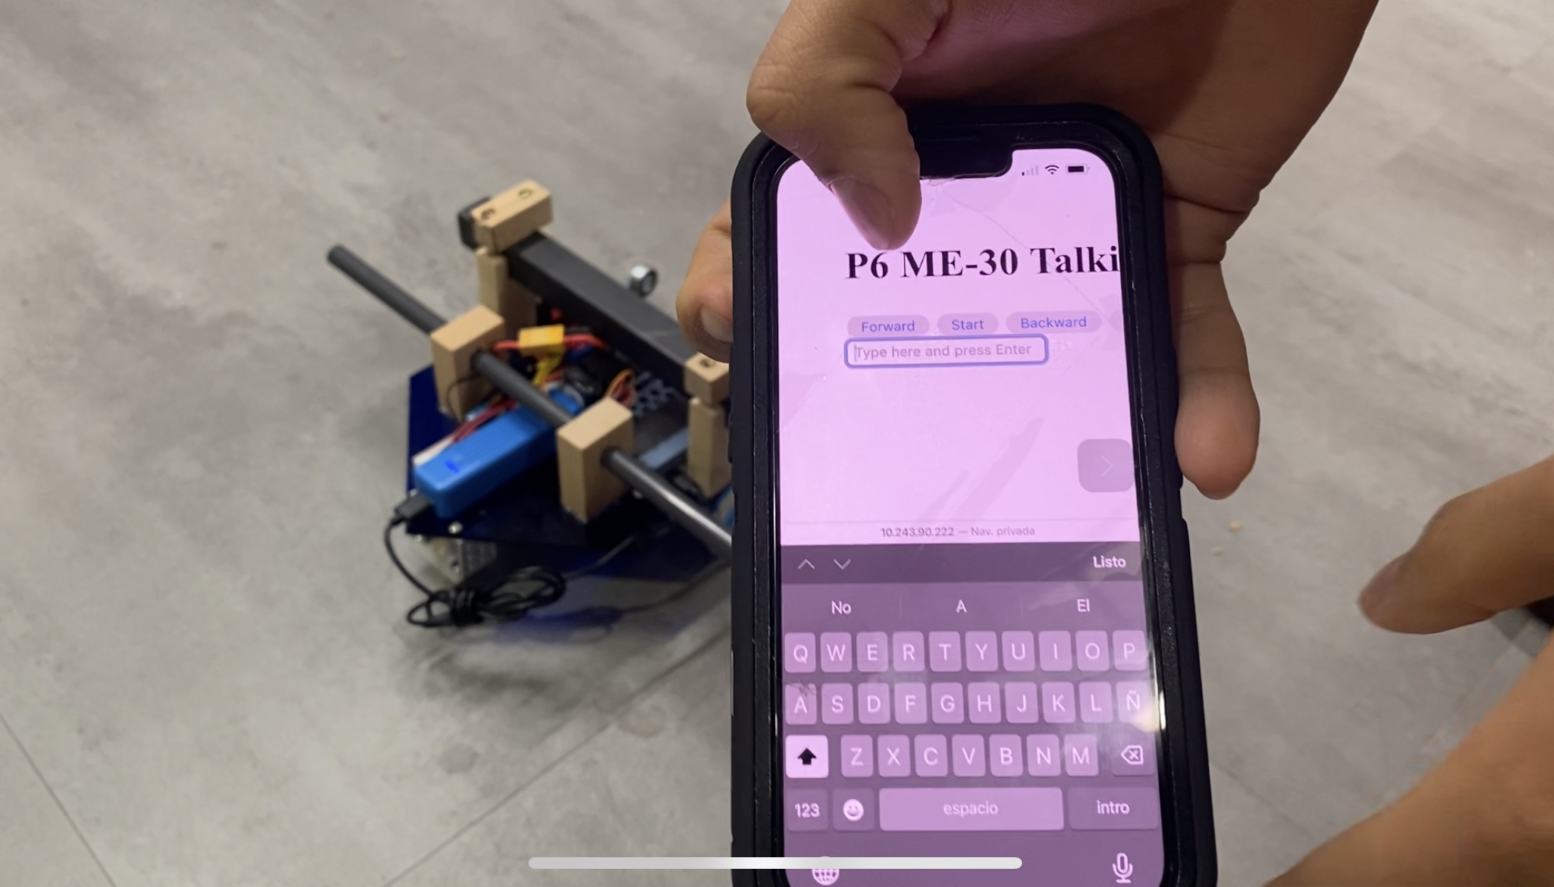 P6 ME-30 Talki
Forward Start Backward
Type here and press Enter
10.243.90.222 — Nav. privada
Listo
No A El
Q W E R T Y U I O P
A S D F G H J K L Ñ
Z X C V B N M
123 espacio intro